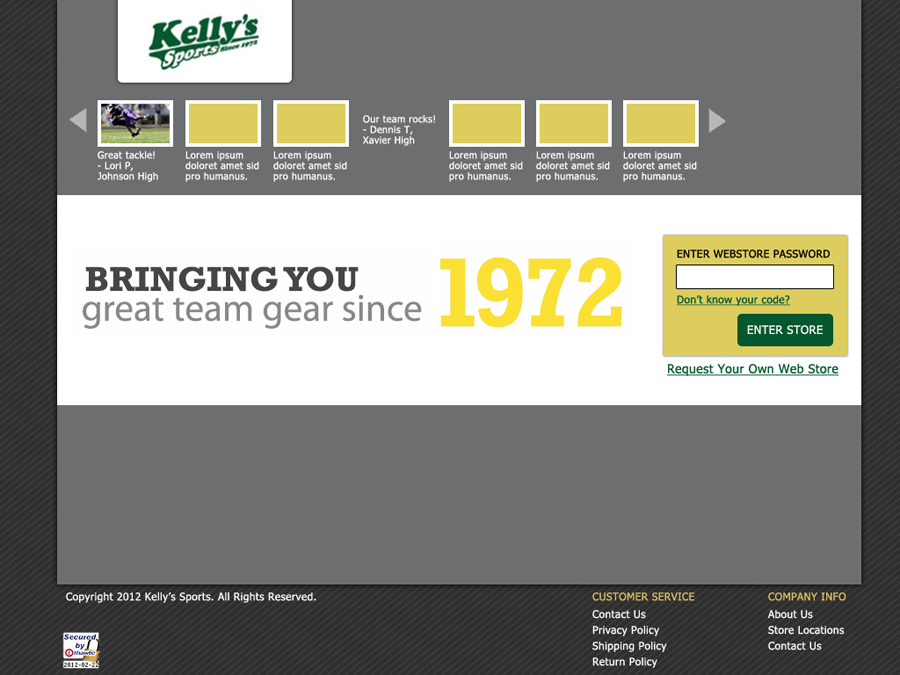 Kelly's
Sports Since 1972
Great tackle!
- Lori P,
Johnson High
Lorem ipsum
doloret amet sid
pro humanus.
Lorem ipsum
doloret amet sid
pro humanus.
Our team rocks!
- Dennis T,
Xavier High
Lorem ipsum
doloret amet sid
pro humanus.
Lorem ipsum
doloret amet sid
pro humanus.
Lorem ipsum
doloret amet sid
pro humanus.
BRINGING YOU
great team gear since
1972
ENTER WEBSTORE PASSWORD
Don't know your code?
ENTER STORE
Request Your Own Web Store
Copyright 2012 Kelly's Sports. All Rights Reserved.
Secured
by
thawte
2012-02-22
CUSTOMER SERVICE
Contact Us
Privacy Policy
Shipping Policy
Return Policy
COMPANY INFO
About Us
Store Locations
Contact Us